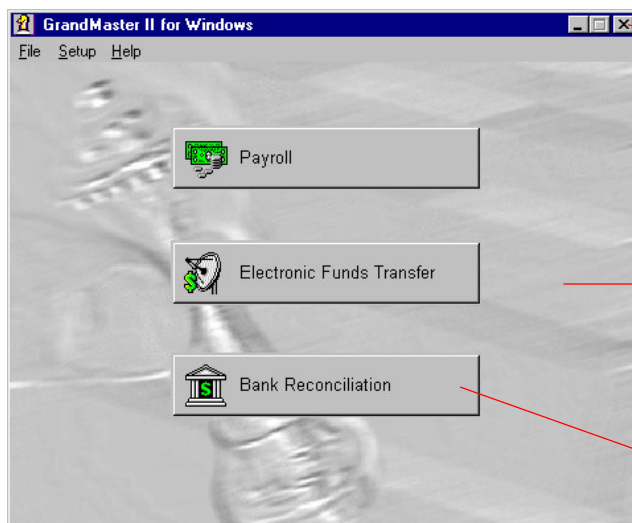 GrandMaster II for Windows
File Setup Help
Payroll
Electronic Funds Transfer
Bank Reconciliation